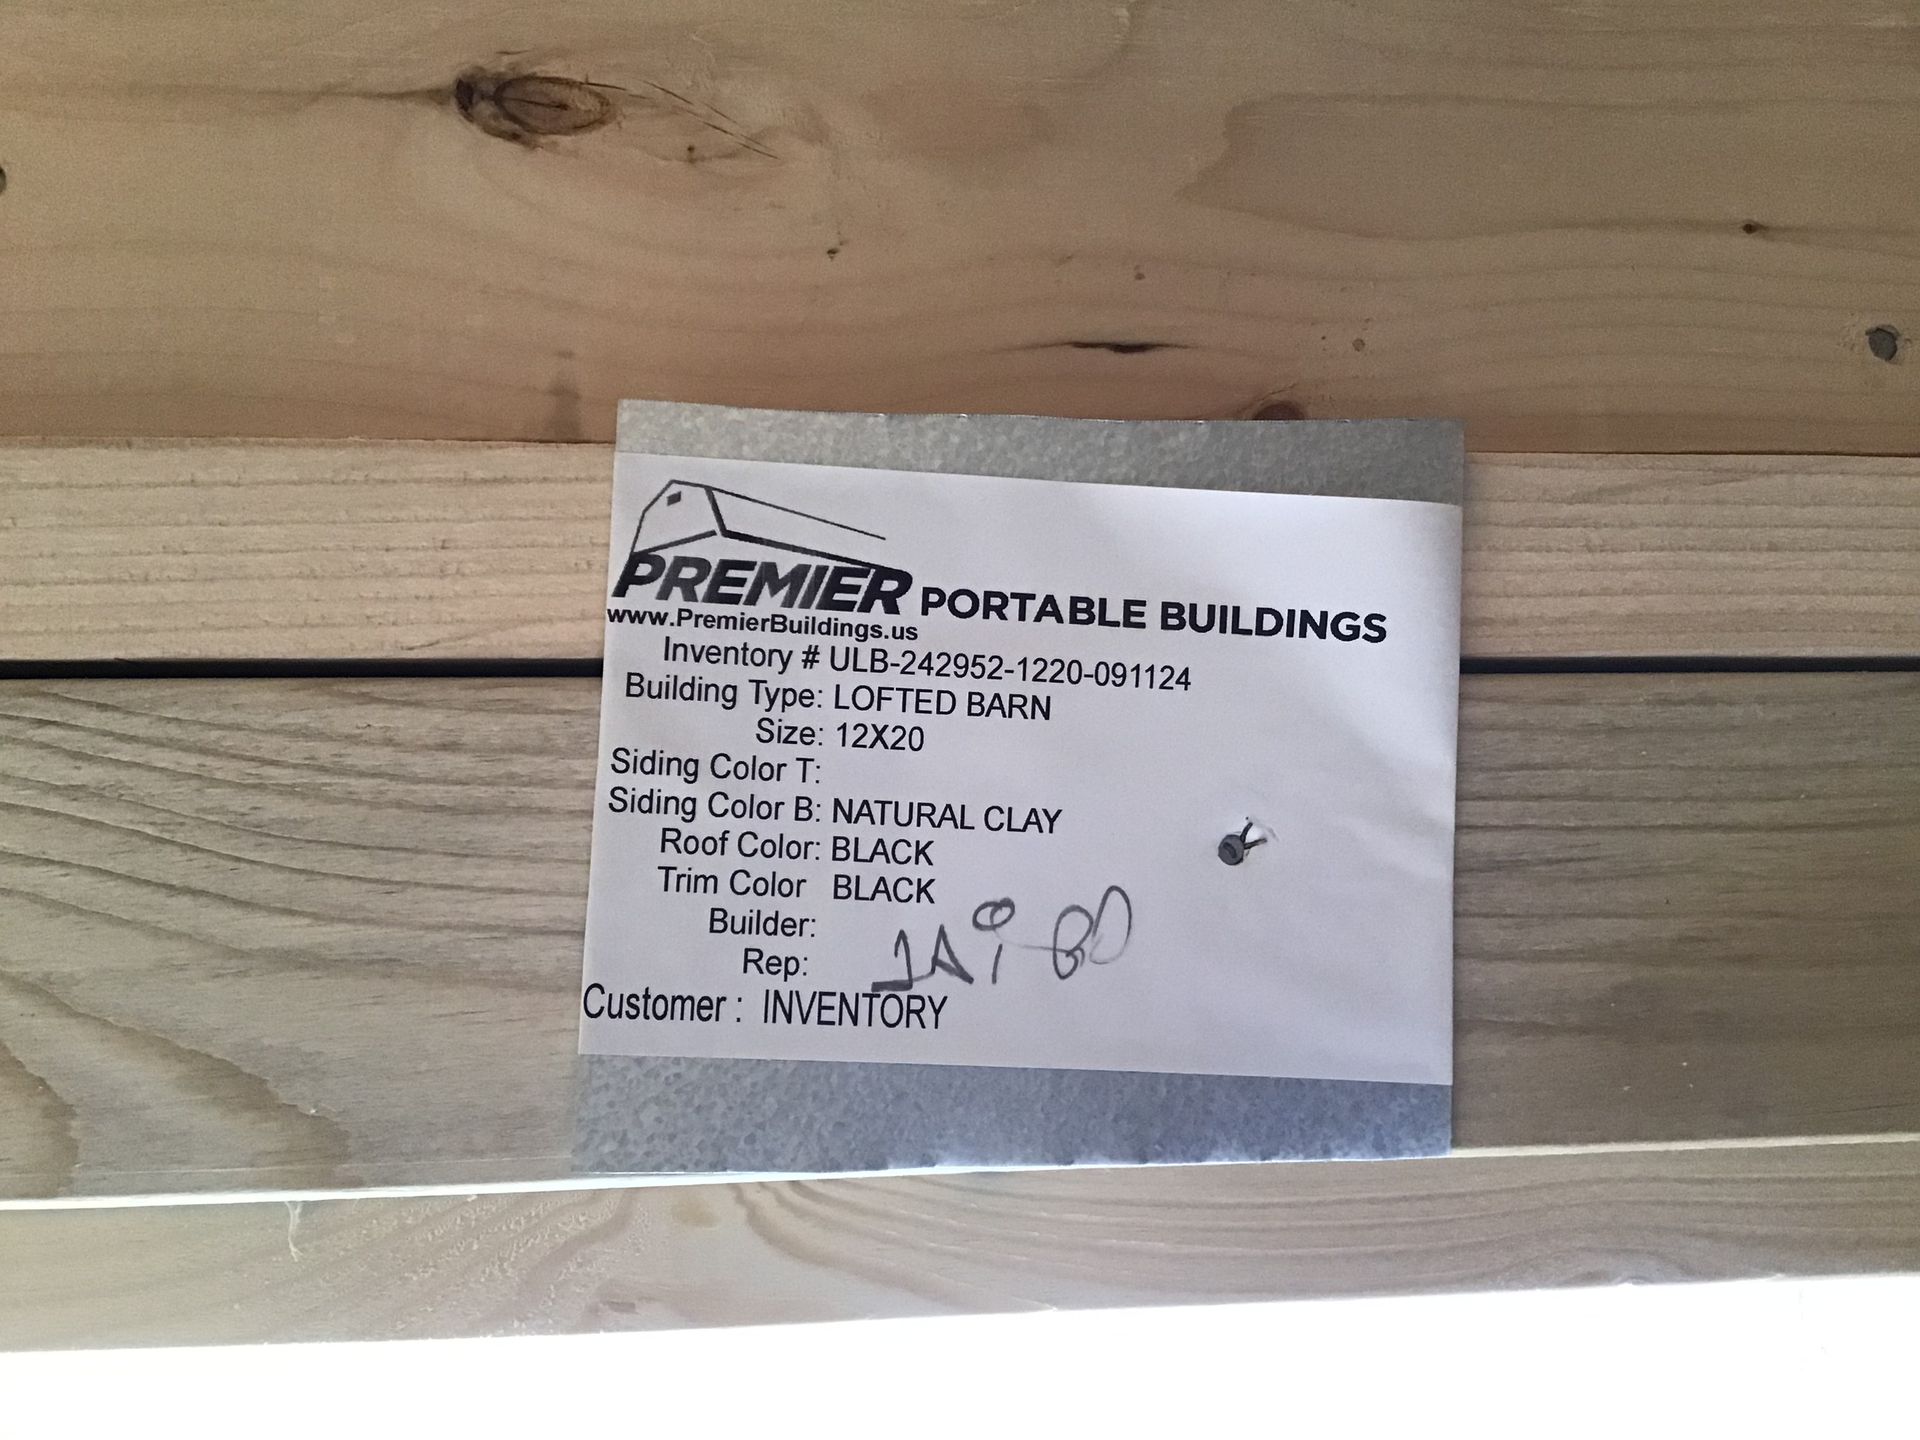 PREMIER PORTABLE BUILDINGS
www.PremierBuildings.us
Inventory # ULB-242952-1220-091124
Building Type: LOFTED BARN
Size: 12X20
Siding Color T:
Siding Color B: NATURAL CLAY
Roof Color: BLACK
Trim Color BLACK
Builder:
Rep:
Customer : INVENTORY